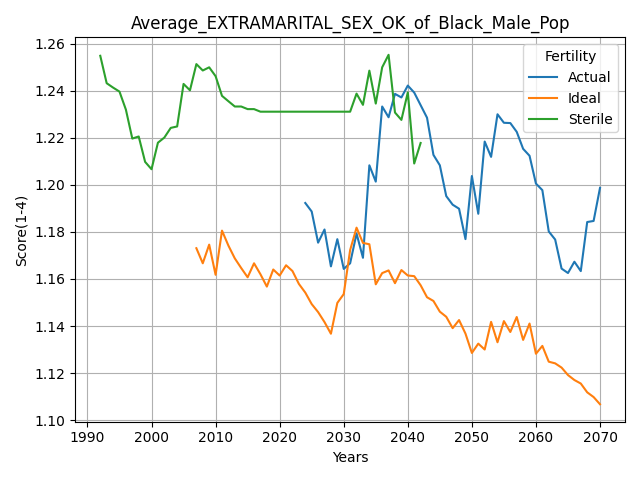 Average_EXTRAMARITAL_SEX_OK_of_Black_Male_Pop
Fertility
Actual
Ideal
Sterile
Score(1-4)
1.26
1.24
1.22
1.20
1.18
1.16
1.14
1.12
1.10
1990 2000 2010 2020 2030 2040 2050 2060 2070
Years